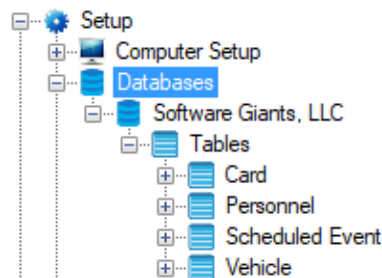 Setup
Computer Setup
Databases
Software Giants, LLC
Tables
Card
Personnel
Scheduled Event
Vehicle